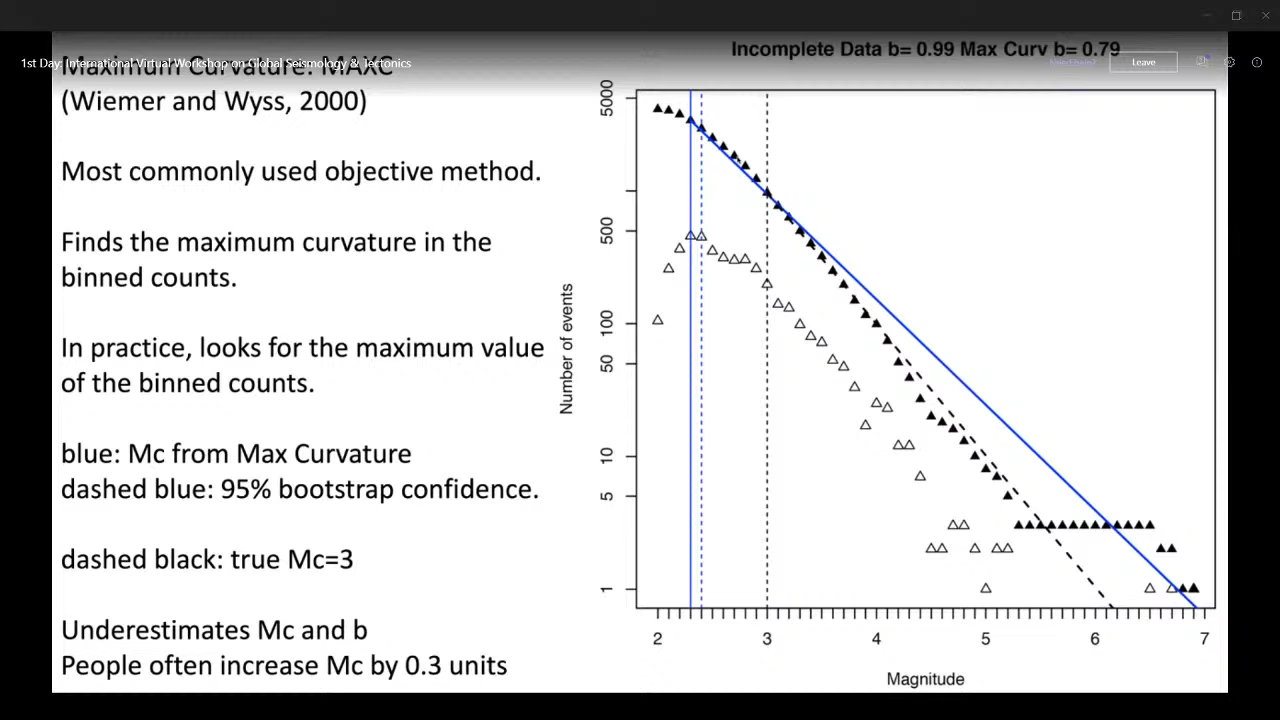 1st Day: International Virtual Workshop on Global Seismology & Tectonics
Leave
Maximum Curvature: MAXC
(Wiemer and Wyss, 2000)
Most commonly used objective method.
Finds the maximum curvature in the
binned counts.
In practice, looks for the maximum value
of the binned counts.
blue: Mc from Max Curvature
dashed blue: 95% bootstrap confidence.
dashed black: true Mc=3
Underestimates Mc and b
People often increase Mc by 0.3 units
Incomplete Data b= 0.99 Max Curv b= 0.79
Number of events
5000
500
100
50
10
5
1
2 3 4 5 6 7
Magnitude